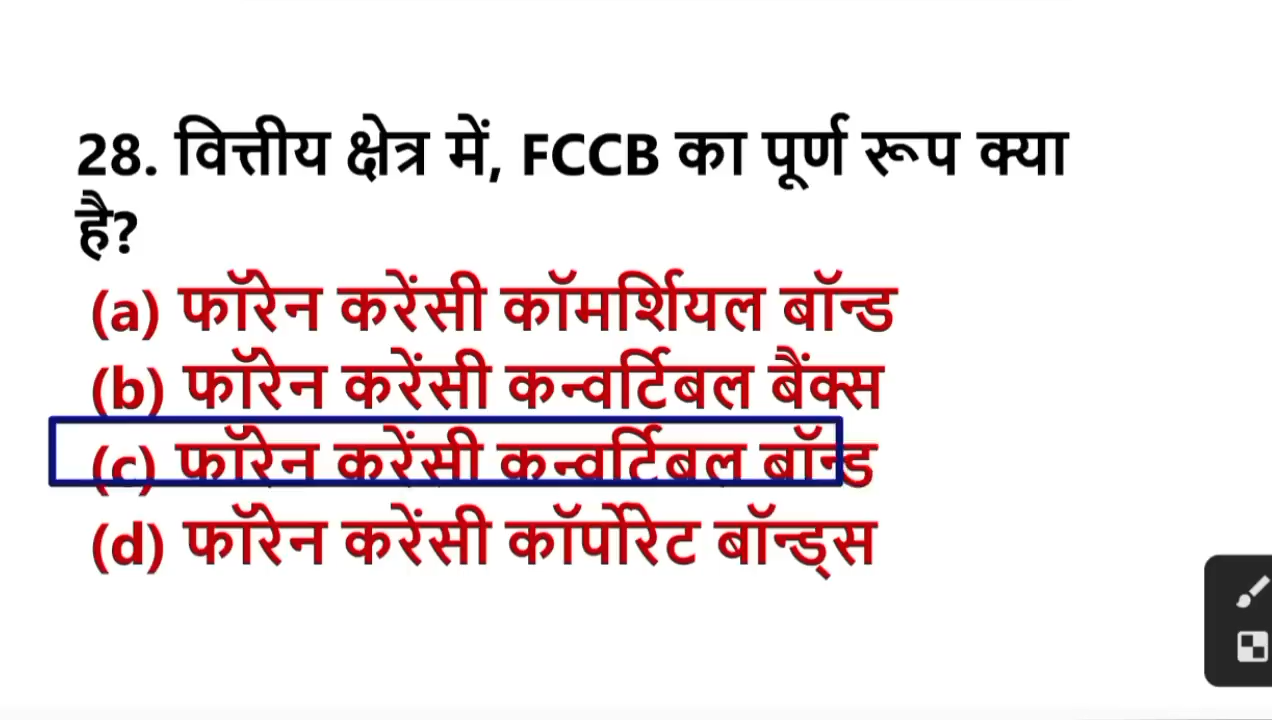 28. वित्तीय क्षेत्र में, FCCB का पूर्ण रूप क्या
है?
(a) फॉरेन करेंसी कॉमर्शियल बॉन्ड
(b) फॉरेन करेंसी कन्वर्टिबल बैंक्स
(c) फॉरेन करेंसी कन्वर्टिबल बॉन्ड
(d) फॉरेन करेंसी कॉर्पोरेट बॉन्ड्स